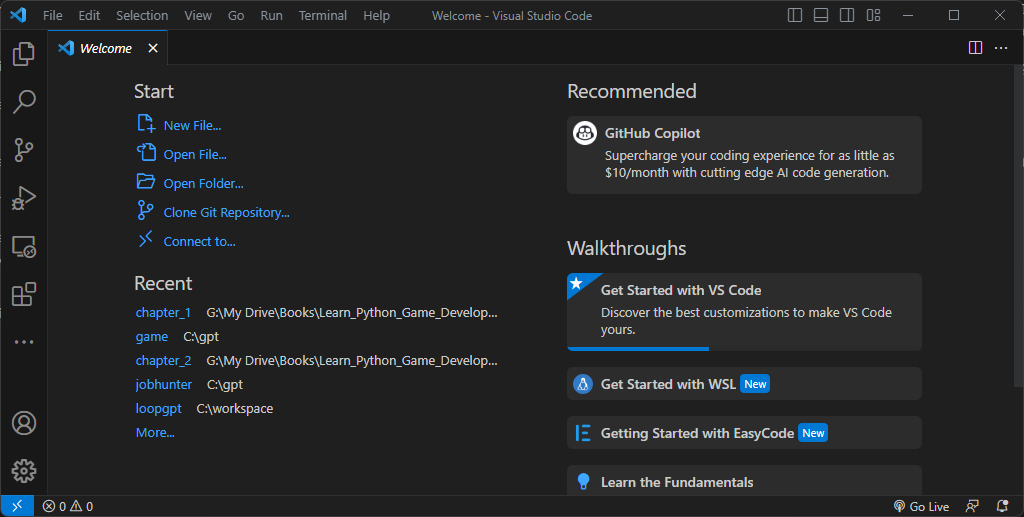 File Edit Selection View Go Run Terminal Help Welcome - Visual Studio Code
Welcome
Start
New File...
Open File...
Open Folder...
Clone Git Repository...
Connect to...
Recent
chapter_1 G:\My Drive\Books\Learn_Python_Game_Develop...
game C:\gpt
chapter_2 G:\My Drive\Books\Learn_Python_Game_Develop...
jobhunter C:\gpt
loopgpt C:\workspace
More...
Recommended
GitHub Copilot
Supercharge your coding experience for as little as
$10/month with cutting edge AI code generation.
Walkthroughs
Get Started with VS Code
Discover the best customizations to make VS Code
yours.
Get Started with WSL New
Getting Started with EasyCode New
Learn the Fundamentals
0 0 Go Live